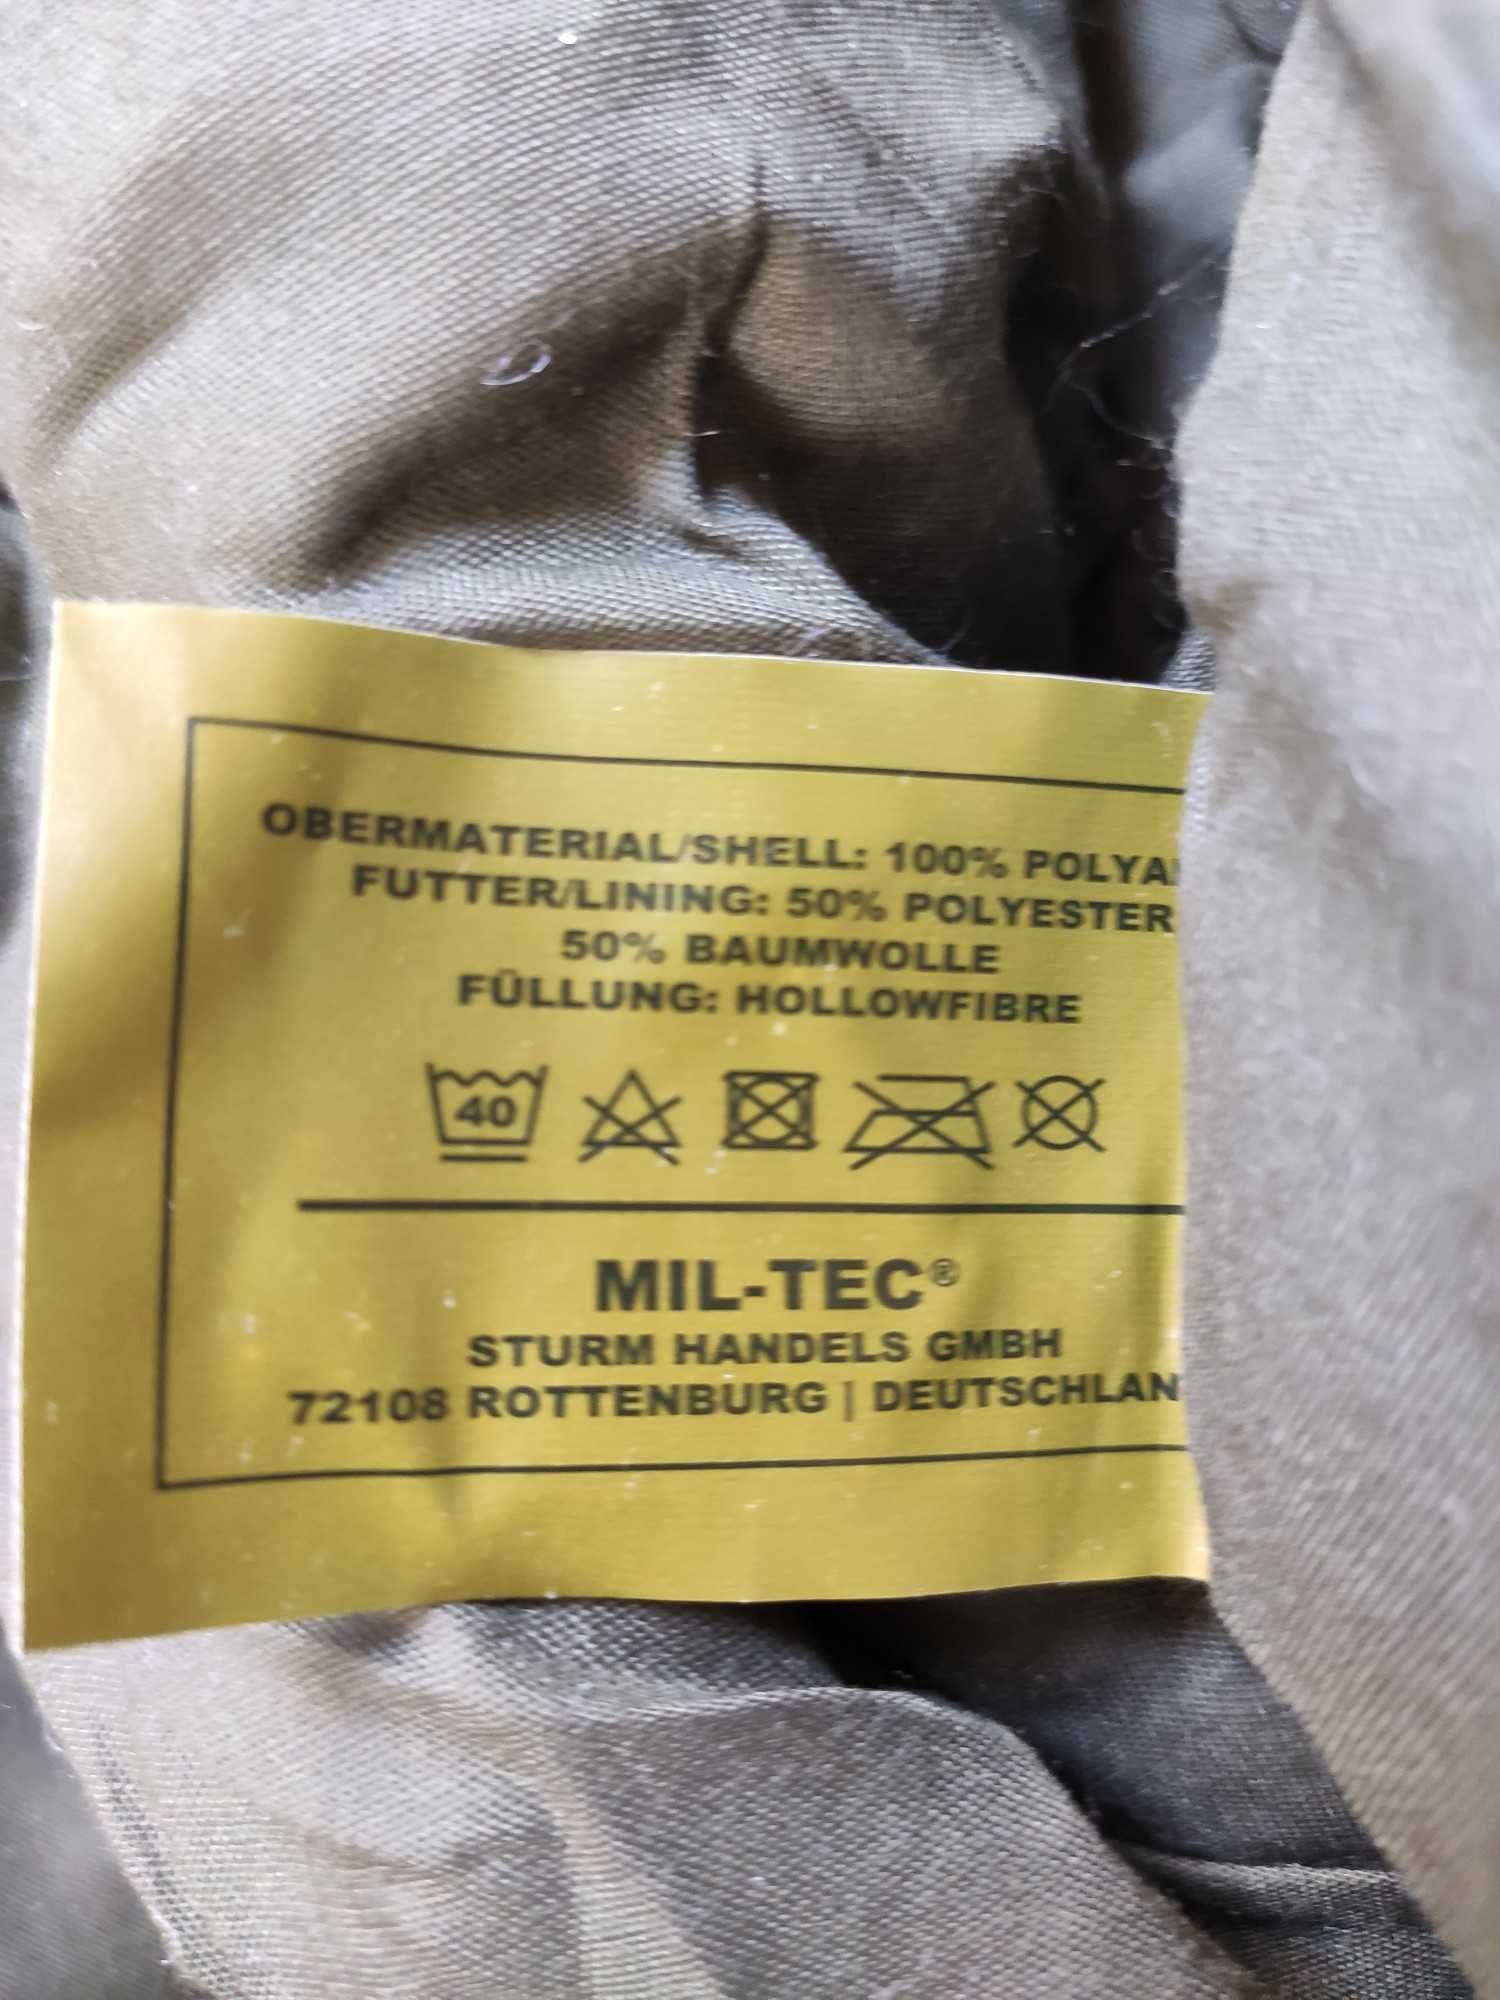 OBERMATERIAL/SHELL: 100% POLYA
FUTTER/LINING: 50% POLYESTER
50% BAUMWOLLE
FÜLLUNG: HOLLOWFIBRE
40
MIL-TEC®
STURM HANDELS GMBH
72108 ROTTENBURG | DEUTSCHLAN